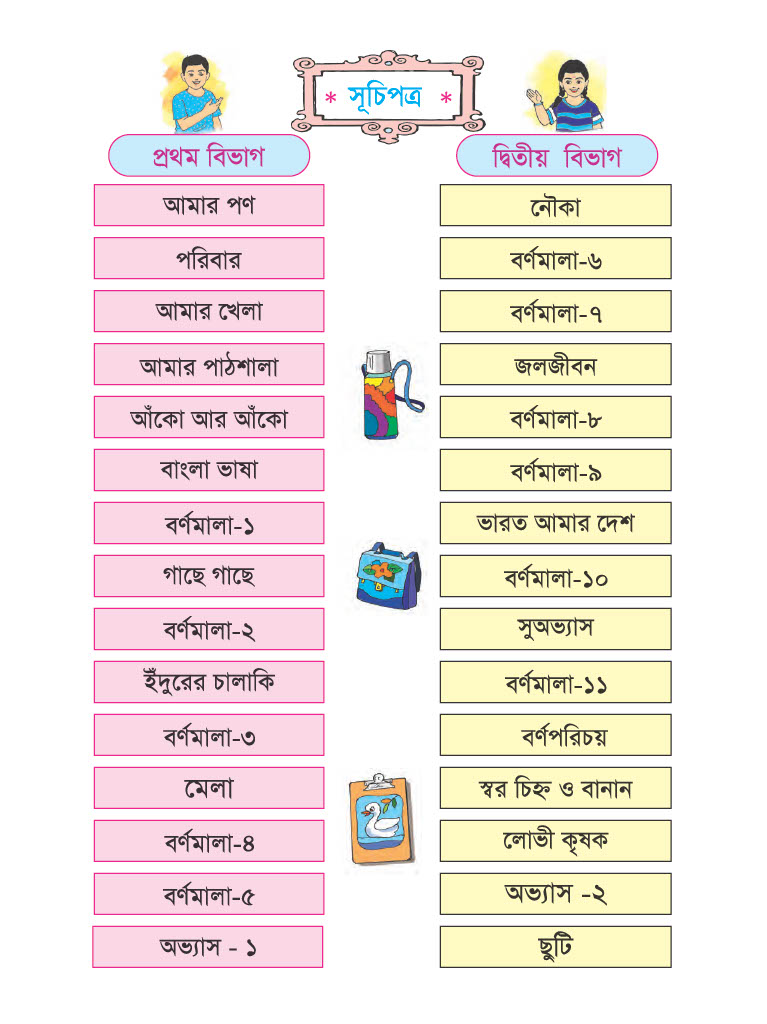 * সূচিপত্র *
প্রথম বিভাগ
আমার পণ
পরিবার
আমার খেলা
আমার পাঠশালা
আঁকো আর আঁকো
বাংলা ভাষা
বর্ণমালা-১
গাছে গাছে
বর্ণমালা-২
ইঁদুরের চালাকি
বর্ণমালা-৩
মেলা
বর্ণমালা-৪
বর্ণমালা-৫
অভ্যাস - ১
দ্বিতীয় বিভাগ
নৌকা
বর্ণমালা-৬
বর্ণমালা-৭
জলজীবন
বর্ণমালা-৮
বর্ণমালা-৯
ভারত আমার দেশ
বর্ণমালা-১০
সুঅভ্যাস
বর্ণমালা-১১
বর্ণপরিচয়
স্বর চিহ্ন ও বানান
লোভী কৃষক
অভ্যাস -২
ছুটি